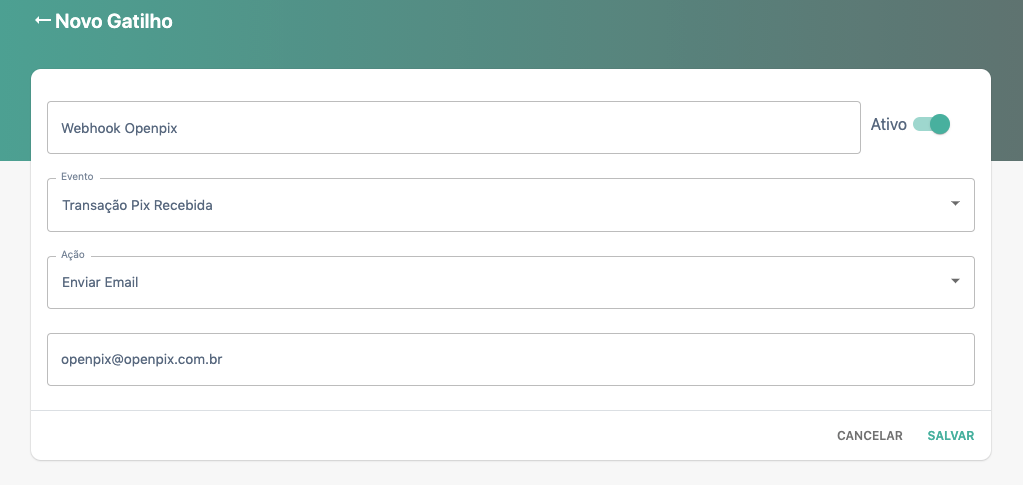 Novo Gatilho
Webhook Openpix
Ativo
Evento
Transação Pix Recebida
Ação
Enviar Email
openpix@openpix.com.br
CANCELAR SALVAR